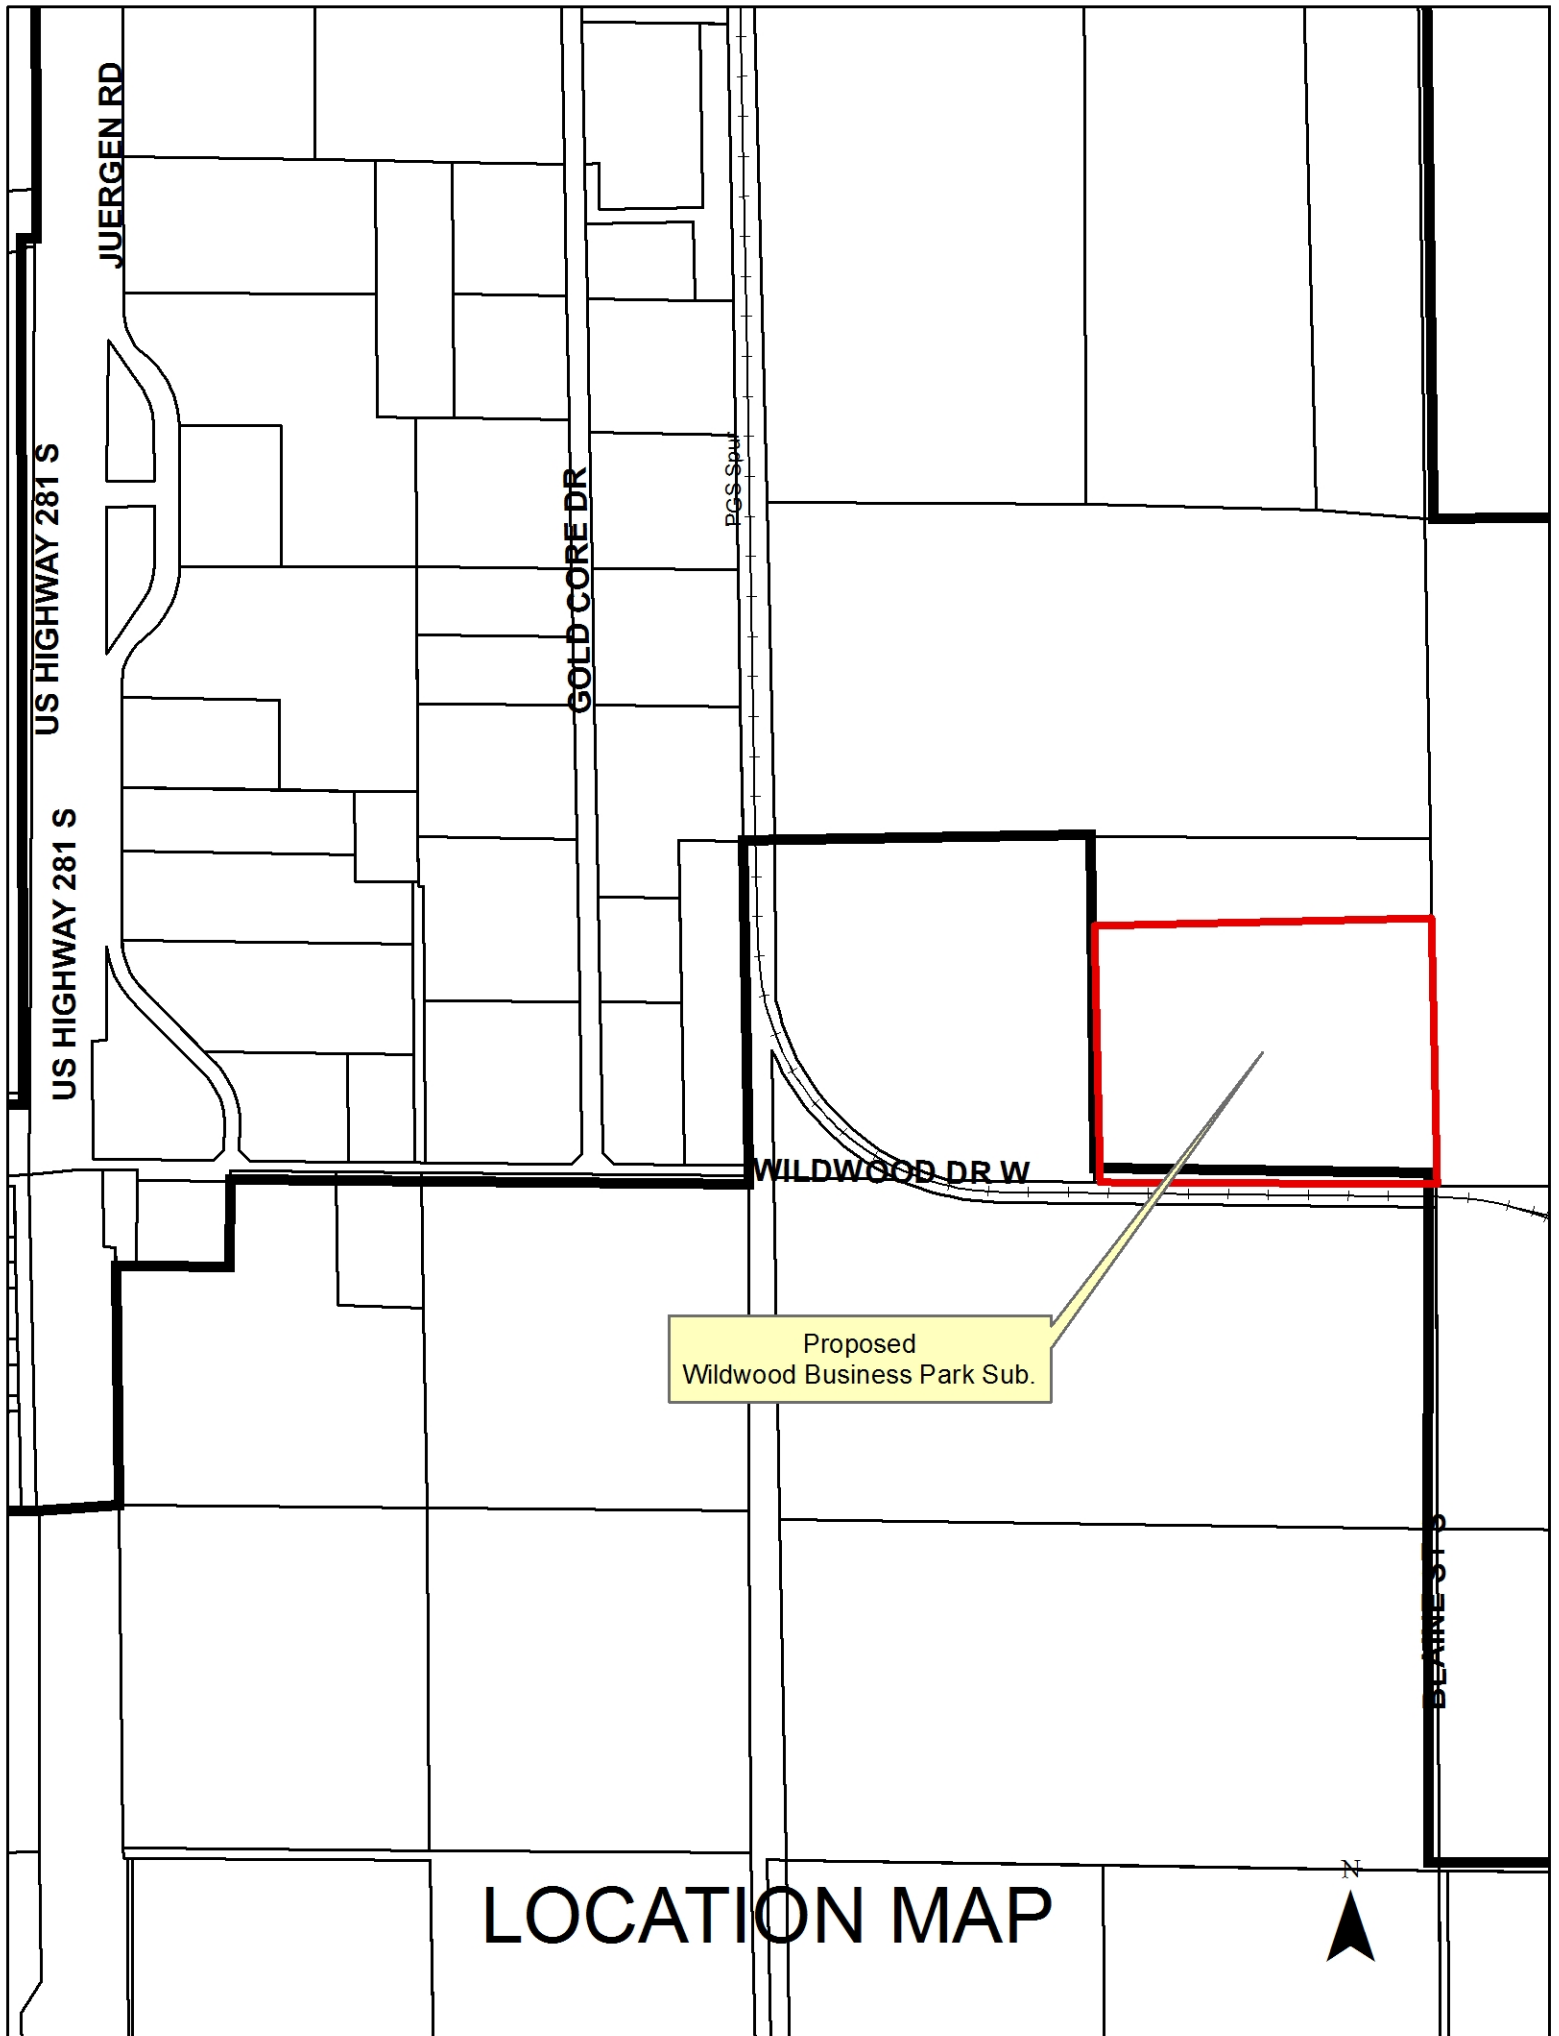 JUERGEN RD
US HIGHWAY 281 S
GOLD CORE DR
PGS Spur
US HIGHWAY 281 S
WILDWOOD DR W
Proposed
Wildwood Business Park Sub.
BLAINE ST S
N
LOCATION MAP